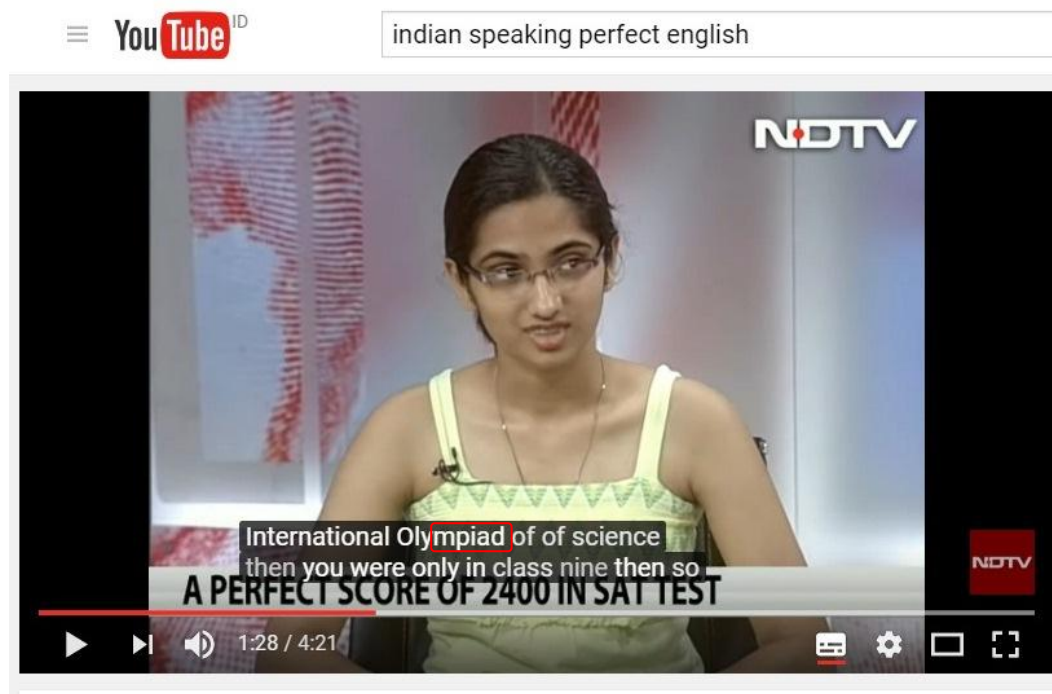 YouTube ID
indian speaking perfect english
NDTV
International Olympiad of of science
then you were only in class nine then so
NDTV
A PERFECT SCORE OF 2400 IN SAT TEST
1:28 / 4:21